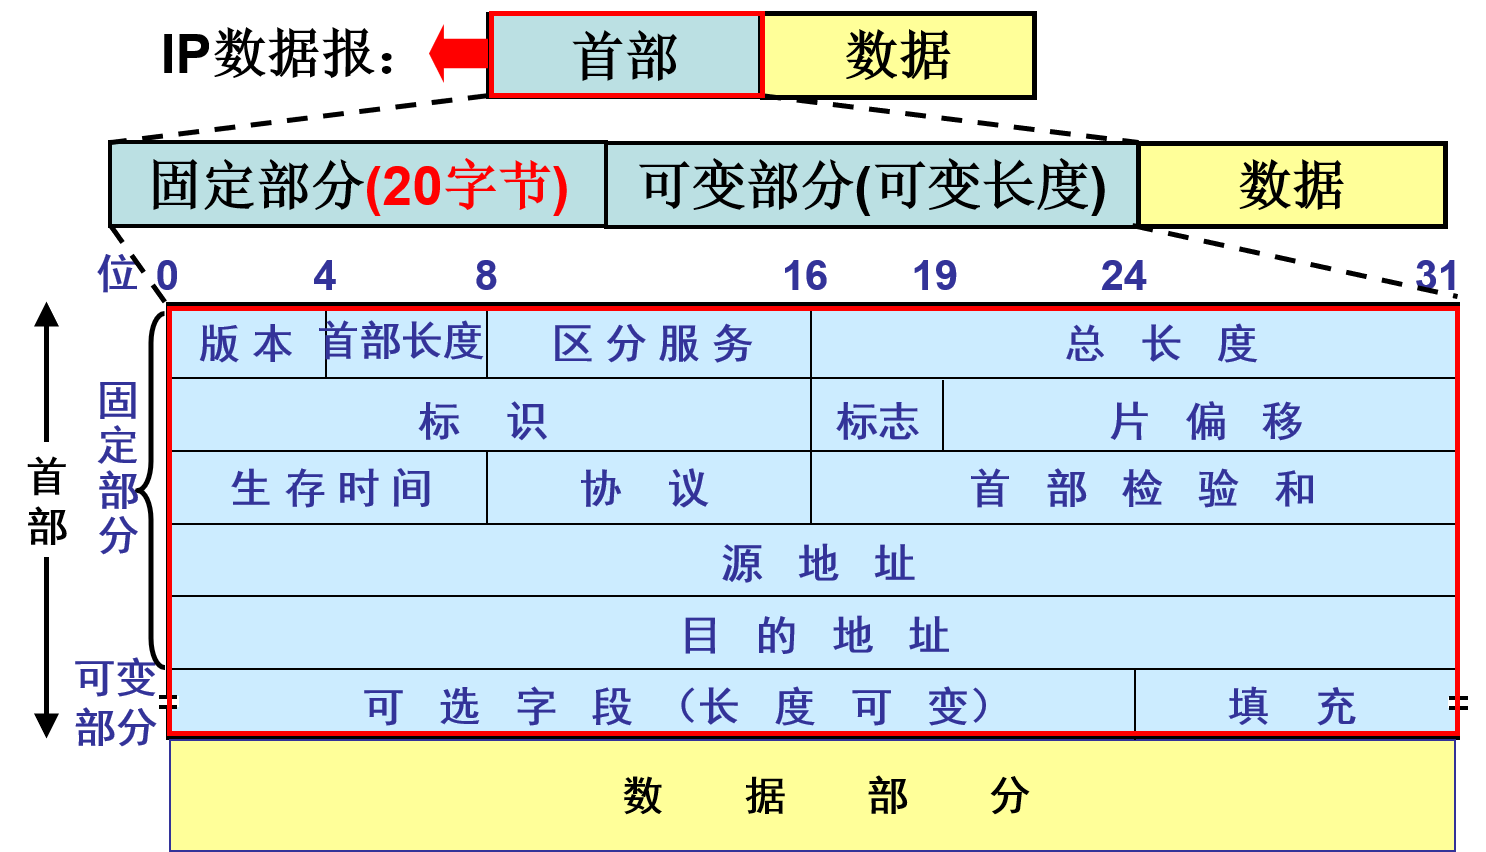 IP数据报： 首部 数据
固定部分(20字节) 可变部分(可变长度) 数据
位 0 4 8 16 19 24 31
版本 首部长度 区分服务 总长度
标识 标志 片偏移
生存时间 协议 首部检验和
源地址
目的地址
可选字段（长度可变） 填充
数据部分
首部
固定部分
可变
部分